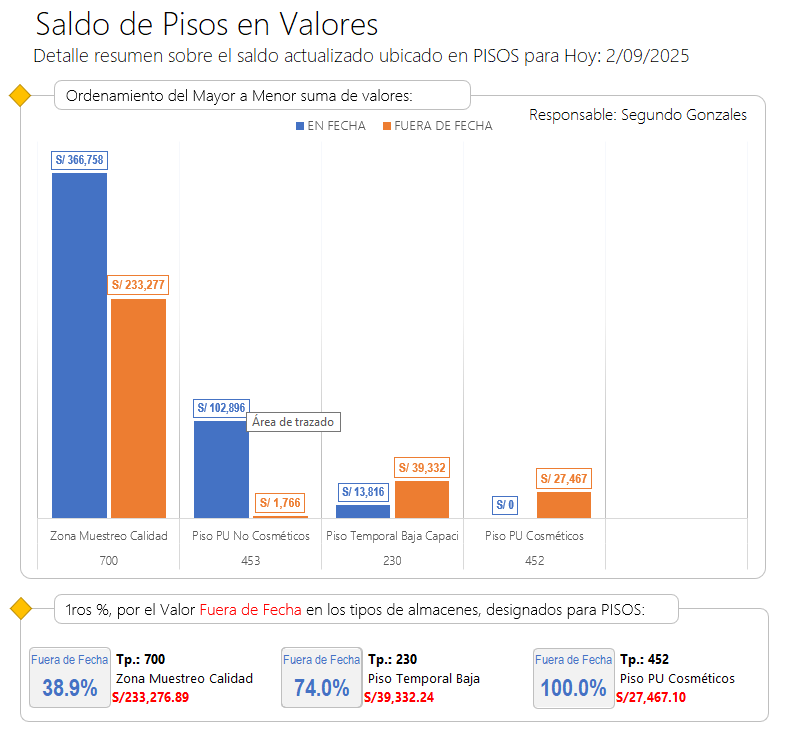 Saldo de Pisos en Valores
Detalle resumen sobre el saldo actualizado ubicado en PISOS para Hoy: 2/09/2025
Ordenamiento del Mayor a Menor suma de valores:
Responsable: Segundo Gonzales
EN FECHA FUERA DE FECHA
S/ 366,758
S/ 233,277
S/ 102,896
Área de trazado
S/ 1,766
S/ 13,816
S/ 39,332
S/ 0
S/ 27,467
Zona Muestreo Calidad Piso PU No Cosméticos Piso Temporal Baja Capaci Piso PU Cosméticos
700 453 230 452
1ros %, por el Valor Fuera de Fecha en los tipos de almacenes, designados para PISOS:
Fuera de Fecha
38.9%
Tp.: 700
Zona Muestreo Calidad
S/233,276.89
Fuera de Fecha
74.0%
Tp.: 230
Piso Temporal Baja
S/39,332.24
Fuera de Fecha
100.0%
Tp.: 452
Piso PU Cosméticos
S/27,467.10